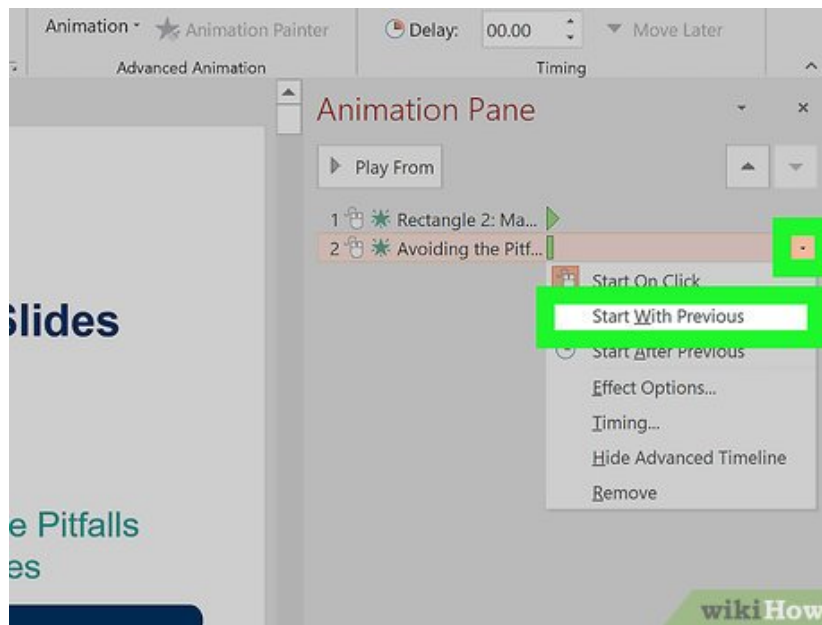 Animation
Animation Painter
Delay:
00.00
Move Later
Advanced Animation
Timing
Animation Pane
Play From
1 Rectangle 2: Ma...
2 Avoiding the Pitf...
Start On Click
Start With Previous
Start After Previous
Effect Options...
Timing...
Hide Advanced Timeline
Remove
Slides
e Pitfalls
es
wikiHow